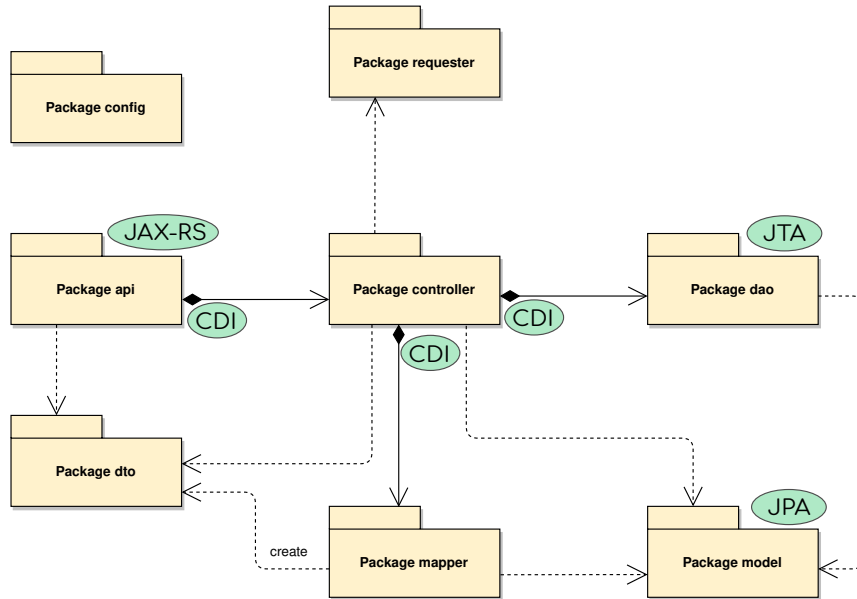 Package requester
Package config
JAX-RS
JTA
Package api
Package controller
Package dao
CDI
CDI
CDI
Package dto
JPA
create
Package mapper
Package model